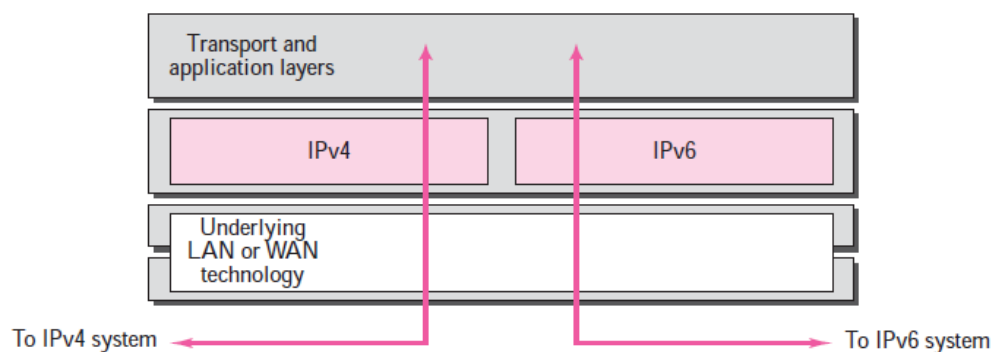 Transport and
application layers
IPv4
IPv6
Underlying
LAN or WAN
technology
To IPv4 system
To IPv6 system